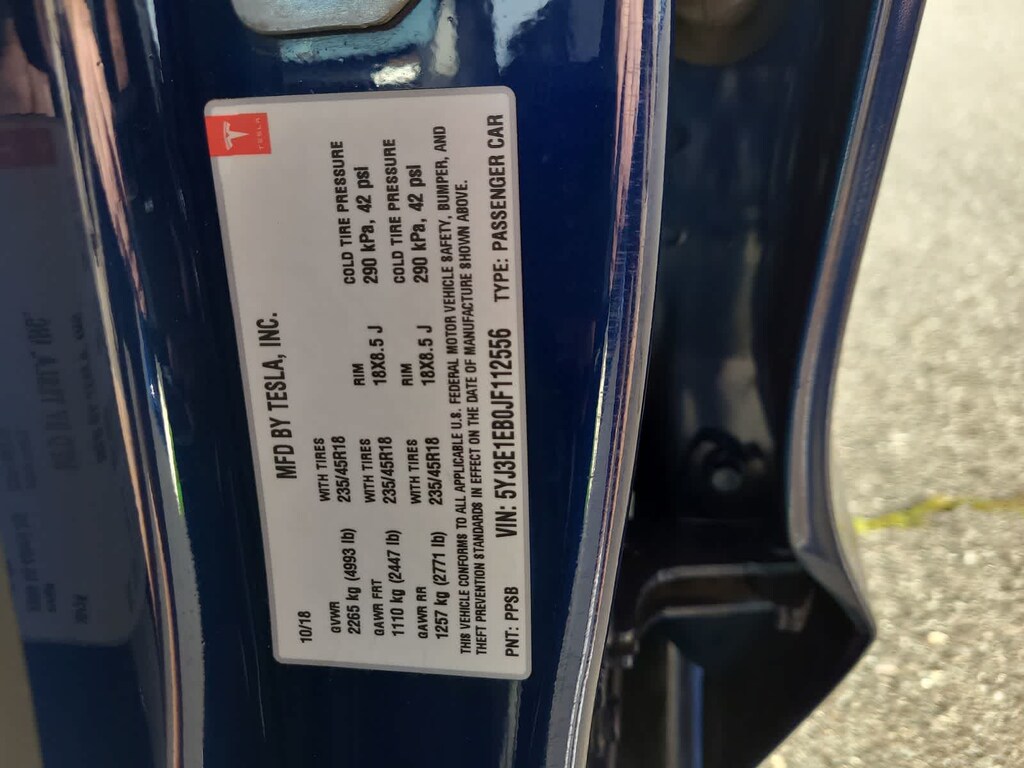 TESLA
MFD BY TESLA, INC.
10/18
GVWR WITH TIRES RIM COLD TIRE PRESSURE
2265 kg (4993 lb) 235/45R18 18X8.5 J 290 kPa, 42 psi
GAWR FRT WITH TIRES RIM COLD TIRE PRESSURE
1110 kg (2447 lb) 235/45R18 18X8.5 J 290 kPa, 42 psi
GAWR RR WITH TIRES
1257 kg (2771 lb) 235/45R18
THIS VEHICLE CONFORMS TO ALL APPLICABLE U.S. FEDERAL MOTOR VEHICLE SAFETY, BUMPER, AND
THEFT PREVENTION STANDARDS IN EFFECT ON THE DATE OF MANUFACTURE SHOWN ABOVE.
VIN: 5YJ3E1EB0JF112556 TYPE: PASSENGER CAR
PNT: PPSB